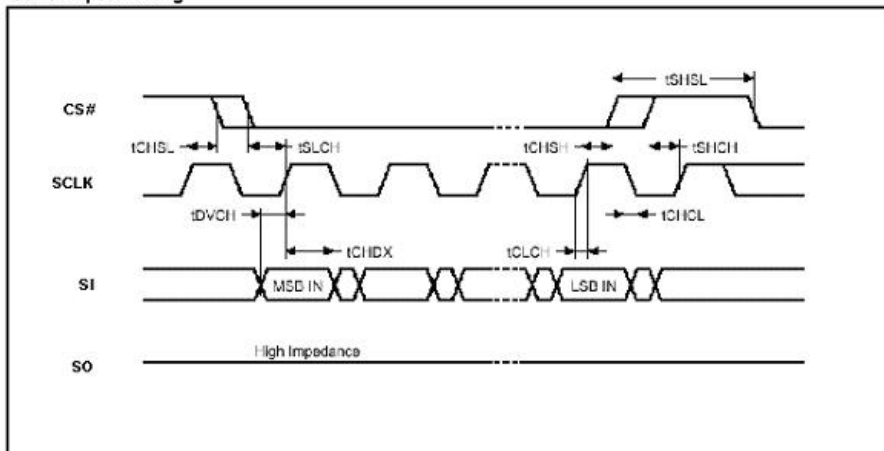 tSHSL
CS#
tCHSL
tSLCH
tCHSH
tSHCH
SCLK
tDVCH
tCHCL
tCHDX
tCLCH
SI
MSB IN
LSB IN
High Impedance
SO